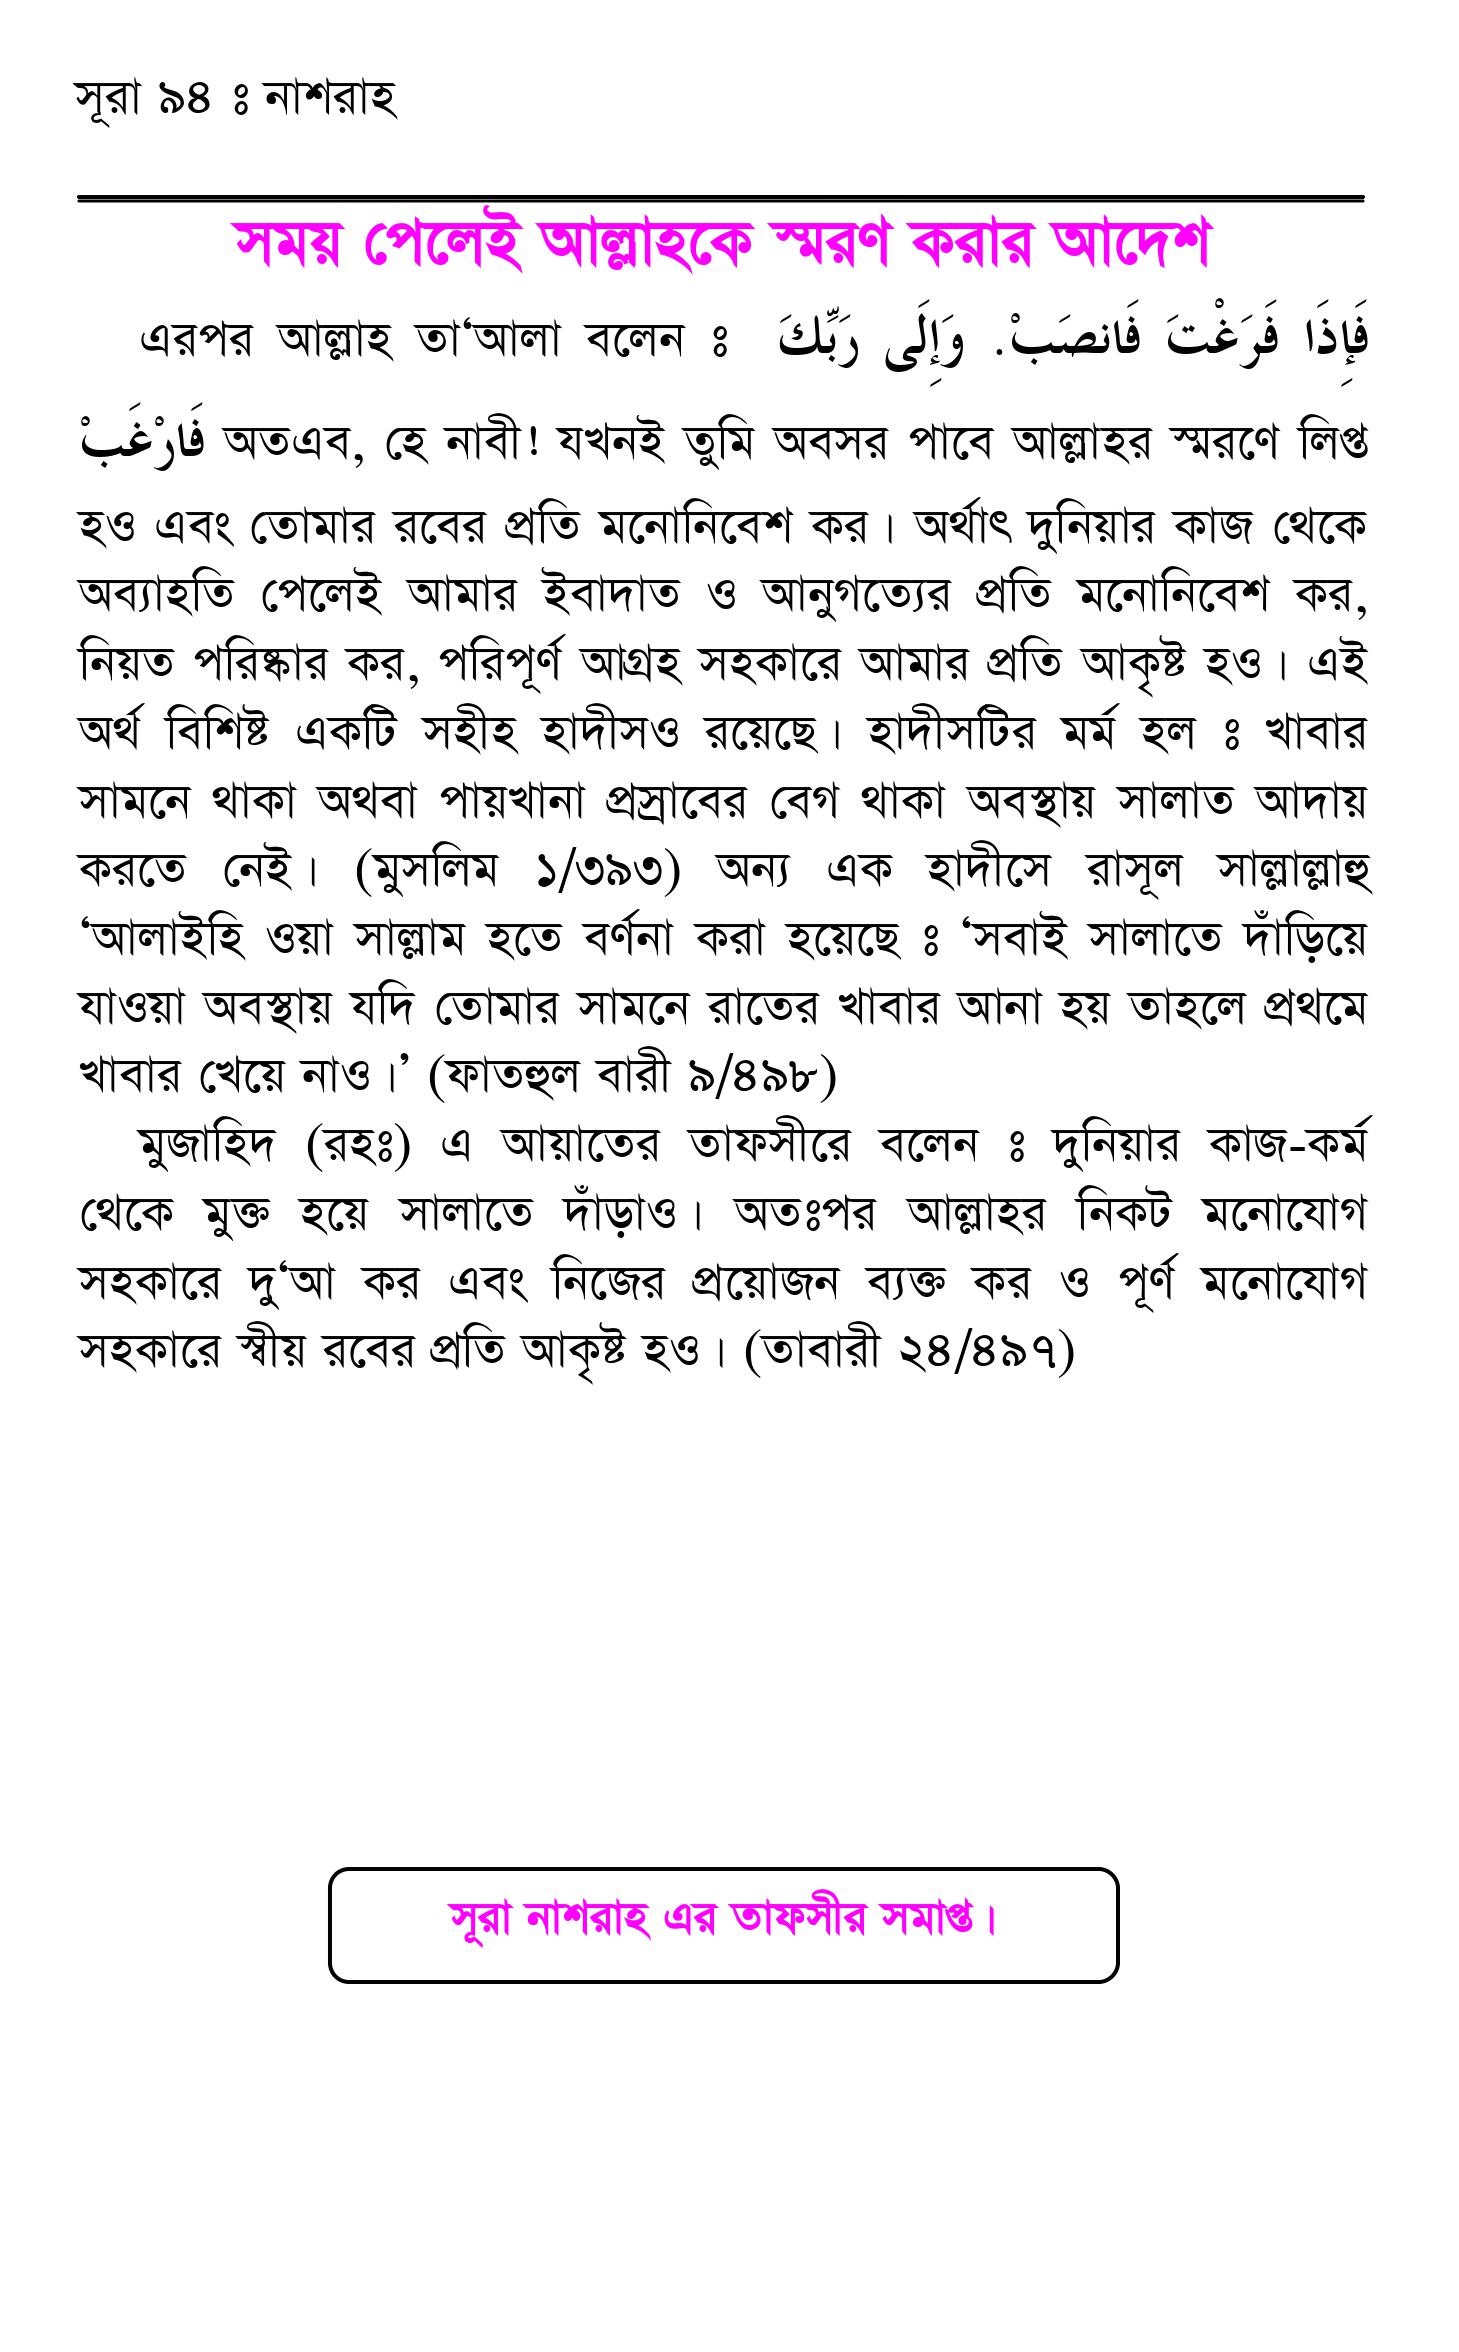 সূরা ৯৪ ঃ নাশরাহ
সময় পেলেই আল্লাহকে স্মরণ করার আদেশ
এরপর আল্লাহ তা‘আলা বলেন ঃ فَإِذَا فَرَغْتَ فَانصَبْ. وَإِلَى رَبِّكَ
فَارْغَبْ অতএব, হে নাবী! যখনই তুমি অবসর পাবে আল্লাহর স্মরণে লিপ্ত
হও এবং তোমার রবের প্রতি মনোনিবেশ কর। অর্থাৎ দুনিয়ার কাজ থেকে
অব্যাহতি পেলেই আমার ইবাদাত ও আনুগত্যের প্রতি মনোনিবেশ কর,
নিয়ত পরিষ্কার কর, পরিপূর্ণ আগ্রহ সহকারে আমার প্রতি আকৃষ্ট হও। এই
অর্থ বিশিষ্ট একটি সহীহ হাদীসও রয়েছে। হাদীসটির মর্ম হল ঃ খাবার
সামনে থাকা অথবা পায়খানা প্রস্রাবের বেগ থাকা অবস্থায় সালাত আদায়
করতে নেই। (মুসলিম ১/৩৯৩) অন্য এক হাদীসে রাসূল সাল্লাল্লাহু
‘আলাইহি ওয়া সাল্লাম হতে বর্ণনা করা হয়েছে ঃ ‘সবাই সালাতে দাঁড়িয়ে
যাওয়া অবস্থায় যদি তোমার সামনে রাতের খাবার আনা হয় তাহলে প্রথমে
খাবার খেয়ে নাও।’ (ফাতহুল বারী ৯/৪৯৮)
মুজাহিদ (রহঃ) এ আয়াতের তাফসীরে বলেন ঃ দুনিয়ার কাজ-কর্ম
থেকে মুক্ত হয়ে সালাতে দাঁড়াও। অতঃপর আল্লাহর নিকট মনোযোগ
সহকারে দু‘আ কর এবং নিজের প্রয়োজন ব্যক্ত কর ও পূর্ণ মনোযোগ
সহকারে স্বীয় রবের প্রতি আকৃষ্ট হও। (তাবারী ২৪/৪৯৭)
সূরা নাশরাহ এর তাফসীর সমাপ্ত।